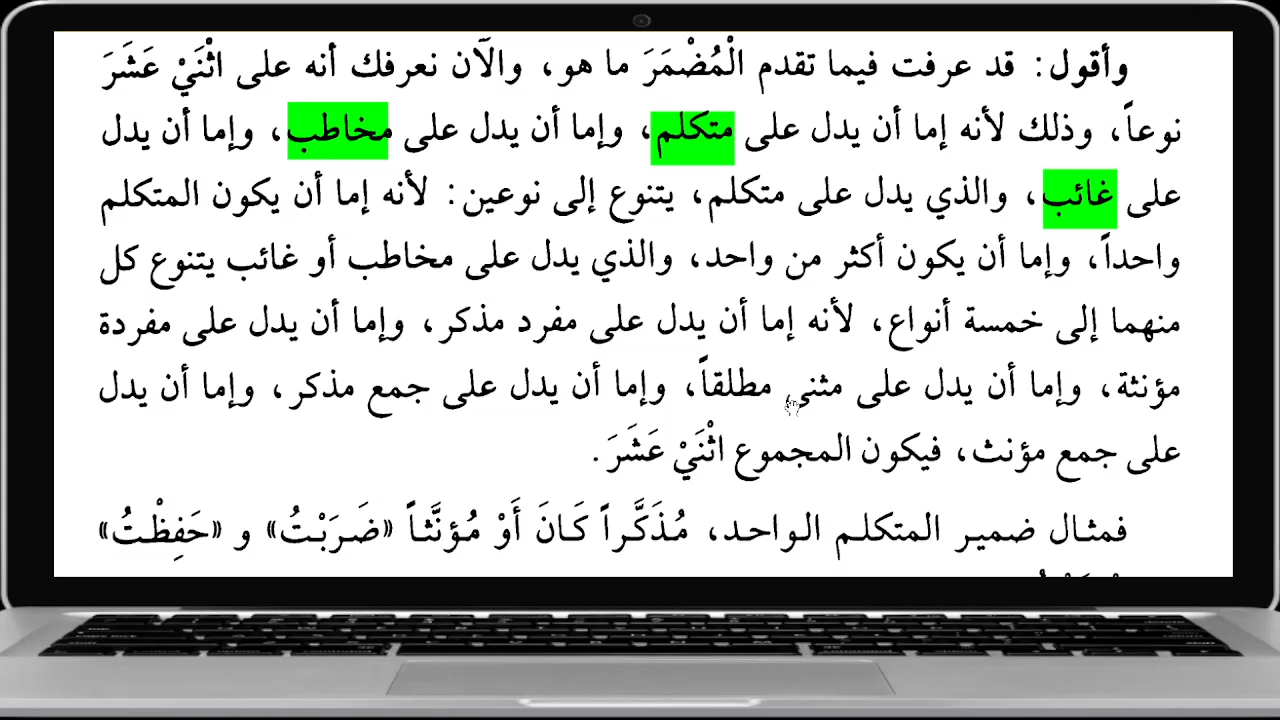 وأقول: قد عرفت فيما تقدم الْمُضْمَرَ ما هو، والآن نعرفك أنه على اثْنَيْ عَشَرَ
نوعاً، وذلك لأنه إما أن يدل على متكلم، وإما أن يدل على مخاطب، وإما أن يدل
على غائب، والذي يدل على متكلم، يتنوع إلى نوعين: لأنه إما أن يكون المتكلم
واحداً، وإما أن يكون أكثر من واحد، والذي يدل على مخاطب أو غائب يتنوع كل
منهما إلى خمسة أنواع، لأنه إما أن يدل على مفرد مذكر، وإما أن يدل على مفردة
مؤنثة، وإما أن يدل على مثنى مطلقاً، وإما أن يدل على جمع مذكر، وإما أن يدل
على جمع مؤنث، فيكون المجموع اثْنَيْ عَشَرَ.
فمثال ضمير المتكلم الواحد، مُذَكَّراً كَانَ أَوْ مُؤنَّثاً «ضَرَبْتُ» و «حَفِظْتُ»